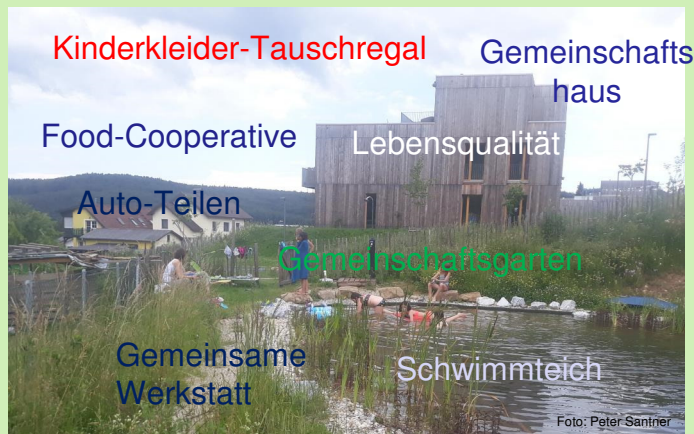 Kinderkleider-Tauschregal
Gemeinschafts
haus
Food-Cooperative
Lebensqualität
Auto-Teilen
Gemeinschaftsgarten
Gemeinsame
Werkstatt
Schwimmteich
Foto: Peter Santner